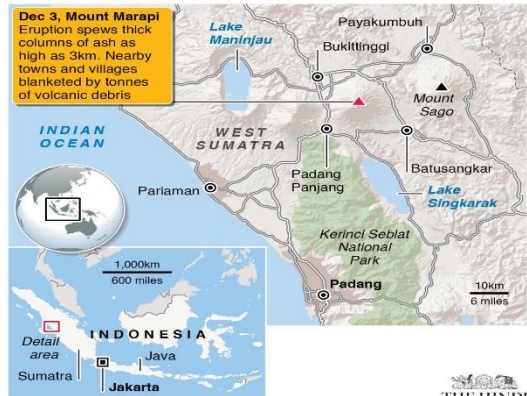 Dec 3, Mount Marapi
Eruption spews thick
columns of ash as
high as 3km. Nearby
towns and villages
blanketed by tonnes
of volcanic debris
Lake
Maninjau
Payakumbuh
Bukittinggi
Mount
Sago
INDIAN
OCEAN
WEST
SUMATRA
Padang
Panjang
Batusangkar
Pariaman
Lake
Singkarak
Kerinci Seblat
National
Park
Padang
10km
6 miles
1,000km
600 miles
INDONESIA
Detail
area
Java
Sumatra
Jakarta
THE HINDU